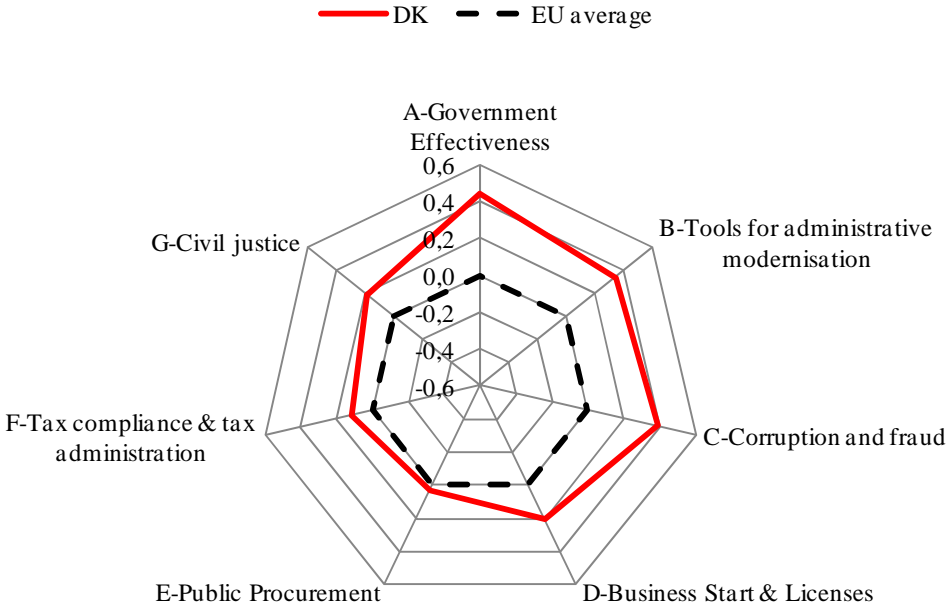 DK
EU average
A-Government
Effectiveness
0,6
0,4
0,2
0,0
-0,2
-0,4
-0,6
B-Tools for administrative
modernisation
C-Corruption and fraud
D-Business Start & Licenses
E-Public Procurement
F-Tax compliance & tax
administration
G-Civil justice